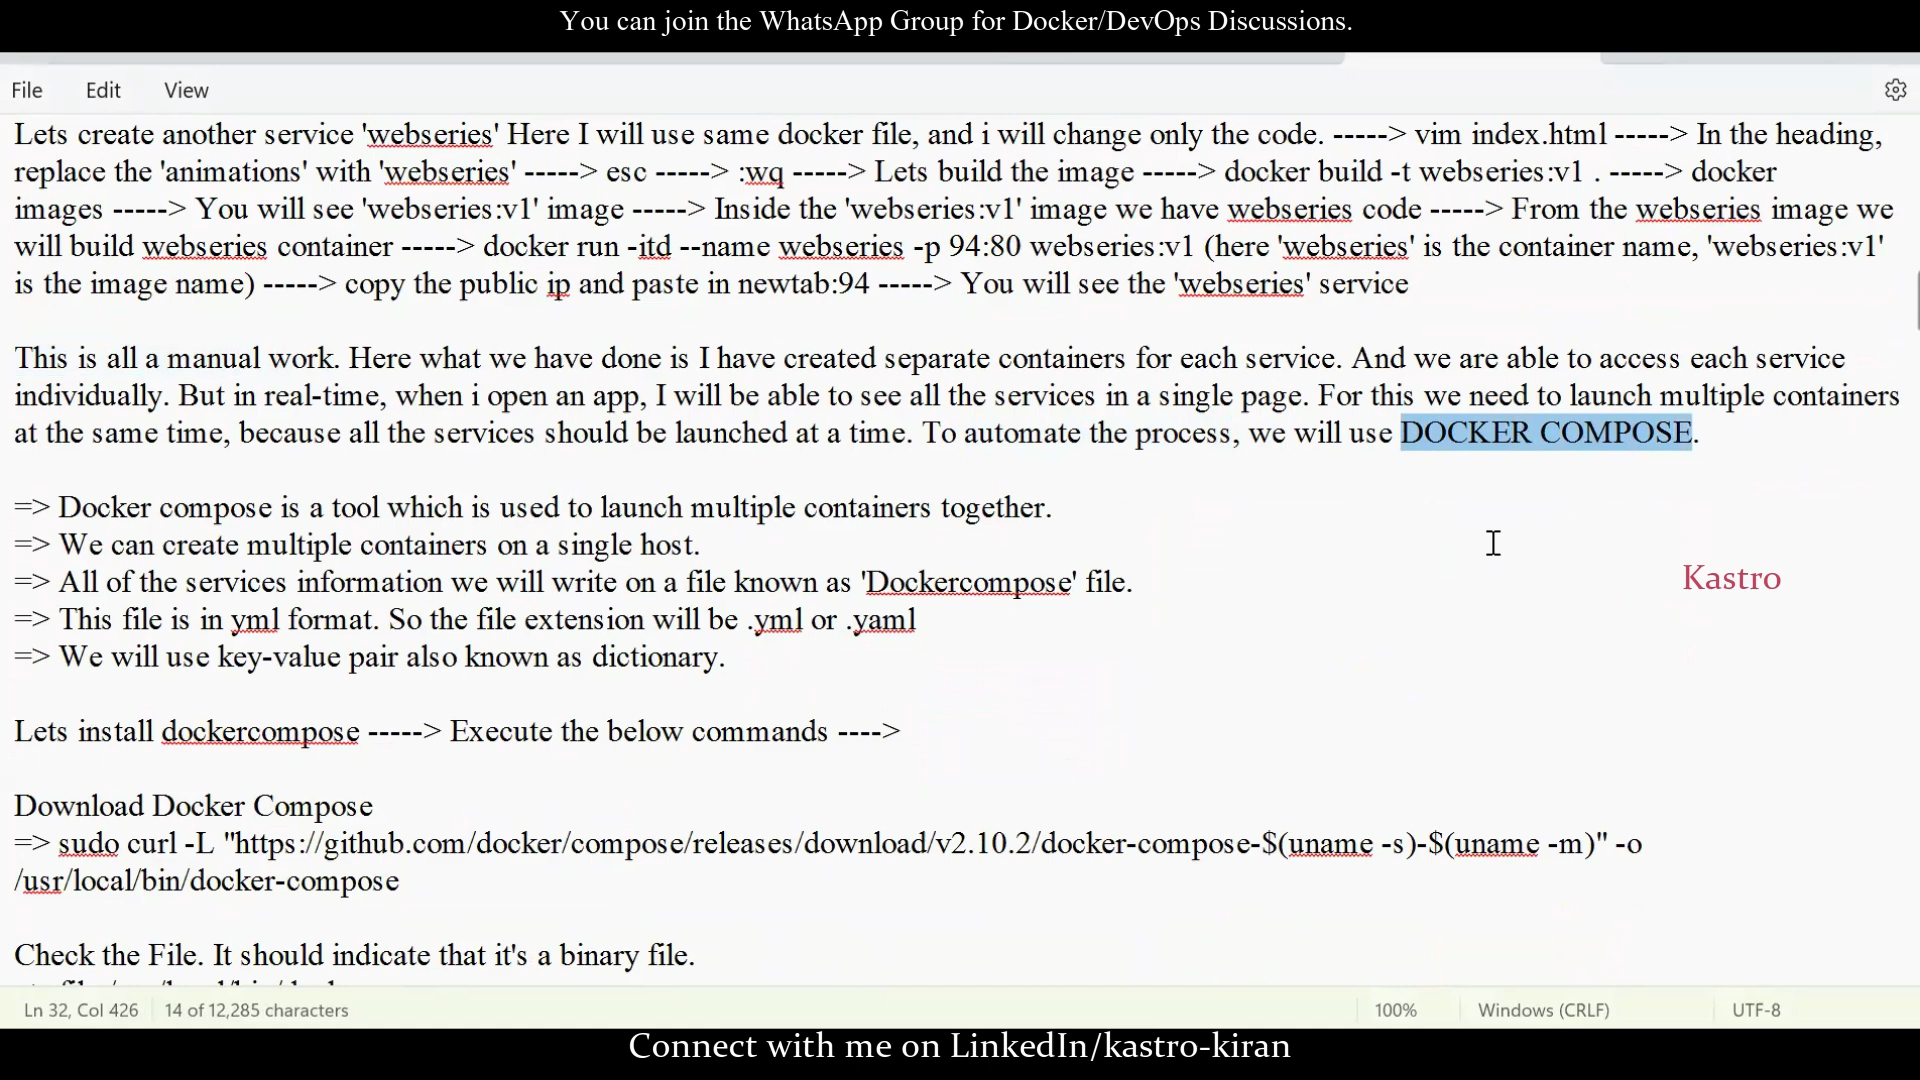 You can join the WhatsApp Group for Docker/DevOps Discussions.
File Edit View
Lets create another service 'webseries' Here I will use same docker file, and i will change only the code. -----> vim index.html -----> In the heading,
replace the 'animations' with 'webseries' -----> esc -----> :wq -----> Lets build the image -----> docker build -t webseries:v1 . -----> docker
images -----> You will see 'webseries:v1' image -----> Inside the 'webseries:v1' image we have webseries code -----> From the webseries image we
will build webseries container -----> docker run -itd --name webseries -p 94:80 webseries:v1 (here 'webseries' is the container name, 'webseries:v1'
is the image name) -----> copy the public ip and paste in newtab:94 -----> You will see the 'webseries' service
This is all a manual work. Here what we have done is I have created separate containers for each service. And we are able to access each service
individually. But in real-time, when i open an app, I will be able to see all the services in a single page. For this we need to launch multiple containers
at the same time, because all the services should be launched at a time. To automate the process, we will use DOCKER COMPOSE.
=> Docker compose is a tool which is used to launch multiple containers together.
=> We can create multiple containers on a single host.
=> All of the services information we will write on a file known as 'Dockercompose' file.
Kastro
=> This file is in yml format. So the file extension will be .yml or .yaml
=> We will use key-value pair also known as dictionary.
Lets install dockercompose -----> Execute the below commands ---->
Download Docker Compose
=> sudo curl -L "https://github.com/docker/compose/releases/download/v2.10.2/docker-compose-$(uname -s)-$(uname -m)" -o
/usr/local/bin/docker-compose
Check the File. It should indicate that it's a binary file.
Ln 32, Col 426 14 of 12,285 characters 100% Windows (CRLF) UTF-8
Connect with me on LinkedIn/kastro-kiran